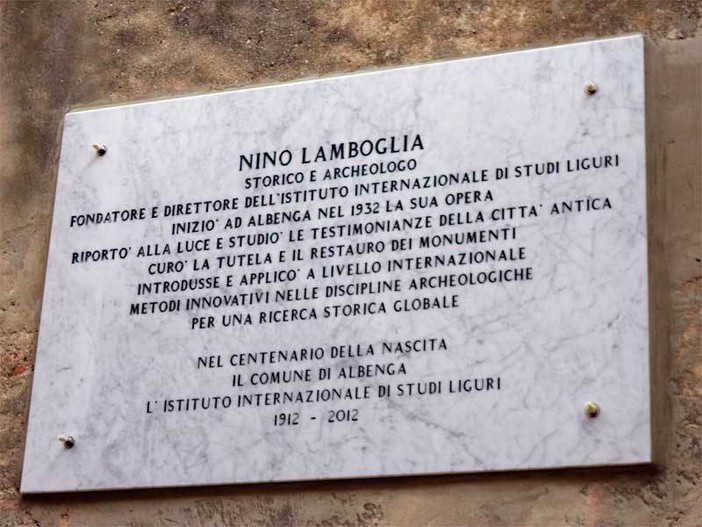 NINO LAMBOGLIA
STORICO E ARCHEOLOGO
FONDATORE E DIRETTORE DELL'ISTITUTO INTERNAZIONALE DI STUDI LIGURI
INIZIO' AD ALBENGA NEL 1932 LA SUA OPERA
RIPORTO' ALLA LUCE E STUDIO' LE TESTIMONIANZE DELLA CITTA' ANTICA
CURO' LA TUTELA E IL RESTAURO DEI MONUMENTI
INTRODUSSE E APPLICO' A LIVELLO INTERNAZIONALE
METODI INNOVATIVI NELLE DISCIPLINE ARCHEOLOGICHE
PER UNA RICERCA STORICA GLOBALE
NEL CENTENARIO DELLA NASCITA
IL COMUNE DI ALBENGA
L' ISTITUTO INTERNAZIONALE DI STUDI LIGURI
1912 - 2012